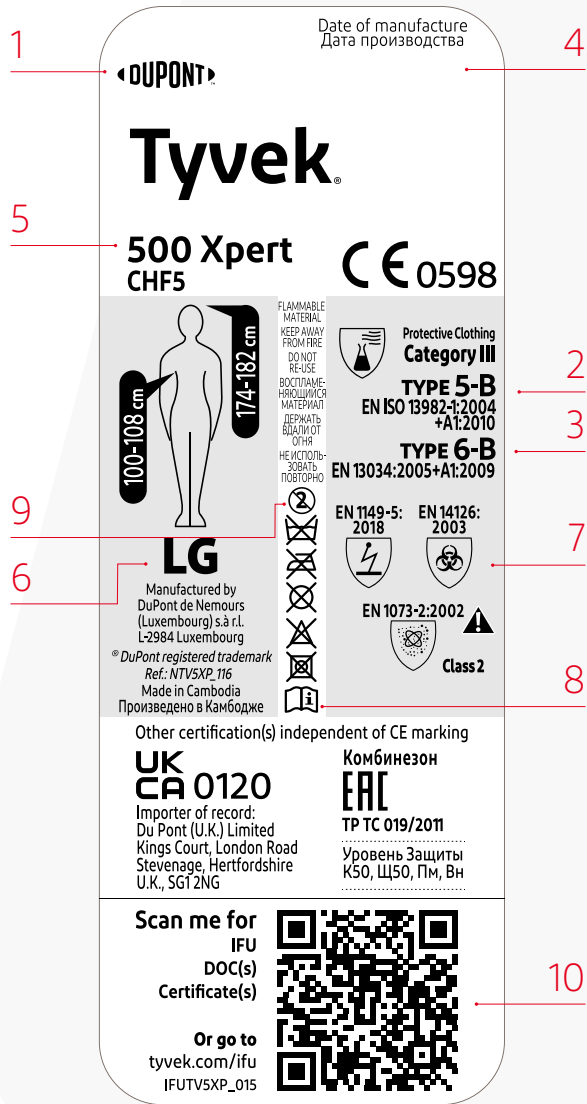 Date of manufacture
Дата производства
1
4
DUPONT™
Tyvek®
5
500 Xpert
CHF5
CE 0598
174-182 cm
100-108 cm
FLAMMABLE
MATERIAL
KEEP AWAY
FROM FIRE
DO NOT
RE-USE
ВОСПЛАМЕ-
НЯЮЩИЙСЯ
МАТЕРИАЛ
ДЕРЖАТЬ
ВДАЛИ ОТ
ОГНЯ
НЕ ИСПОЛЬ-
ЗОВАТЬ
ПОВТОРНО
2
Protective Clothing
Category III
2
TYPE 5-B
EN ISO 13982-1:2004
+A1:2010
3
TYPE 6-B
EN 13034:2005+A1:2009
9
6
LG
Manufactured by
DuPont de Nemours
(Luxembourg) s.à r.l.
L-2984 Luxembourg
® DuPont registered trademark
Ref.: NTV5XP_116
Made in Cambodia
Произведено в Камбодже
EN 1149-5:
2018
EN 14126:
2003
7
EN 1073-2:2002
Class 2
i
8
Other certification(s) independent of CE marking
UK
CA 0120
Importer of record:
Du Pont (U.K.) Limited
Kings Court, London Road
Stevenage, Hertfordshire
U.K., SG1 2NG
Комбинезон
ЕАС
ТР ТС 019/2011
Уровень Защиты
К50, Щ50, Пм, Вн
Scan me for
IFU
DOC(s)
Certificate(s)
Or go to
tyvek.com/ifu
IFUTV5XP_015
10